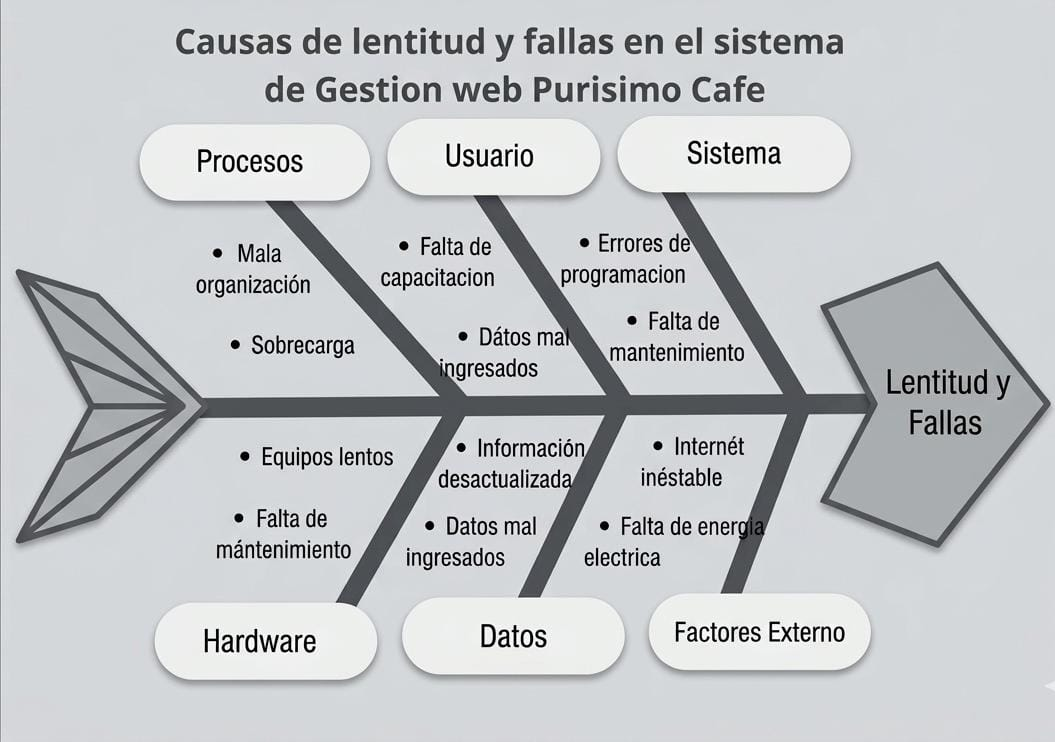 Causas de lentitud y fallas en el sistema
de Gestion web Purisimo Cafe
Procesos
Usuario
Sistema
• Mala
organización
• Sobrecarga
• Falta de
capacitacion
• Dátos mal
ingresados
• Errores de
programacion
• Falta de
mantenimiento
Lentitud y
Fallas
• Equipos lentos
• Falta de
mántenimiento
• Información
desactualizada
• Datos mal
ingresados
• Internét
inéstable
• Falta de energia
electrica
Hardware
Datos
Factores Externo